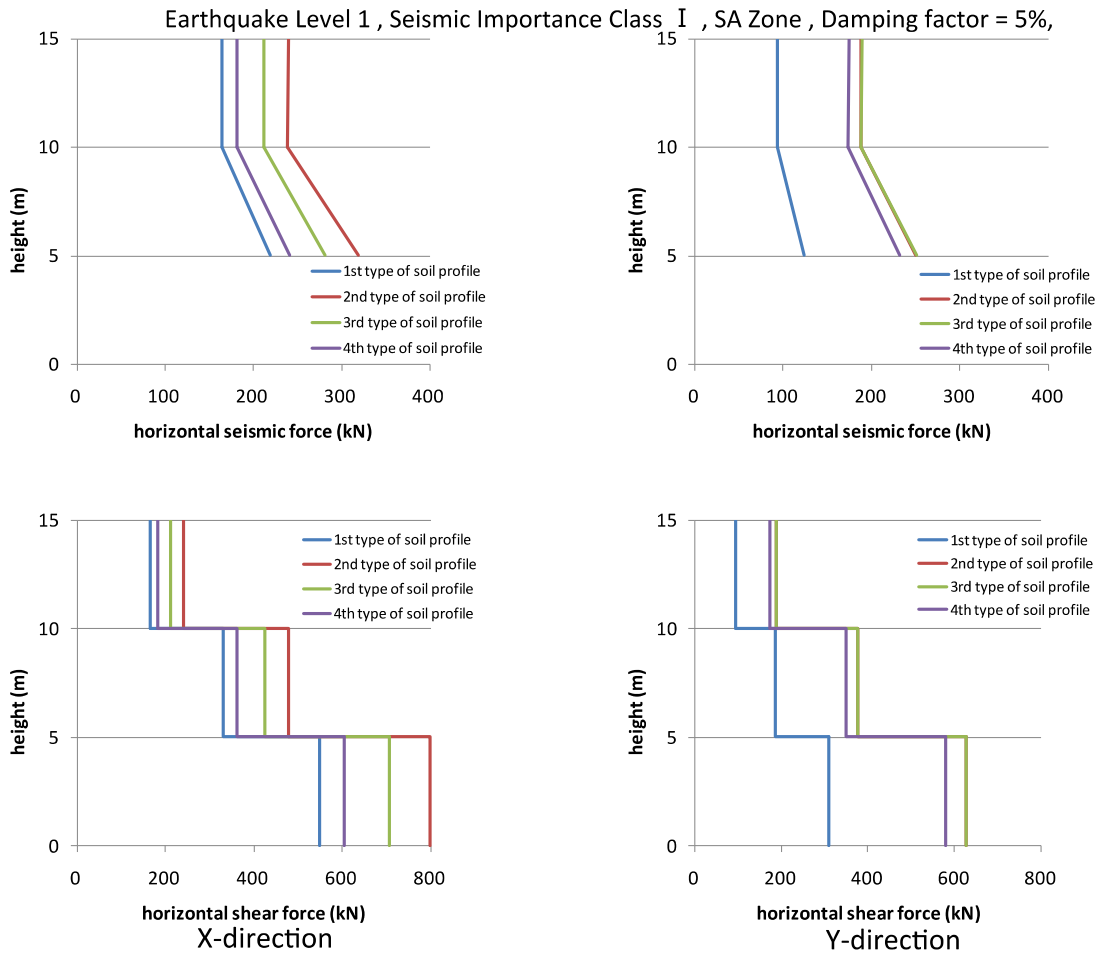 Earthquake Level 1 , Seismic Importance Class Ⅰ , SA Zone , Damping factor = 5%,
15
10
5
0
height (m)
0 100 200 300 400
horizontal seismic force (kN)
1st type of soil profile
2nd type of soil profile
3rd type of soil profile
4th type of soil profile
15
10
5
0
height (m)
0 100 200 300 400
horizontal seismic force (kN)
1st type of soil profile
2nd type of soil profile
3rd type of soil profile
4th type of soil profile
15
10
5
0
height (m)
0 200 400 600 800
horizontal shear force (kN)
1st type of soil profile
2nd type of soil profile
3rd type of soil profile
4th type of soil profile
X-direction
15
10
5
0
height (m)
0 200 400 600 800
horizontal shear force (kN)
1st type of soil profile
2nd type of soil profile
3rd type of soil profile
4th type of soil profile
Y-direction